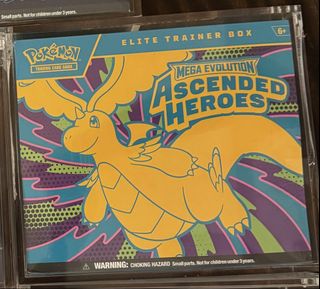 Small parts. Not for children under 3 years.
ELITE TRAINER BOX
6+
POKÉMON
TRADING CARD GAME
MEGA EVOLUTION
ASCENDED
HEROES
WARNING: CHOKING HAZARD Small parts. Not for children under 3 years.